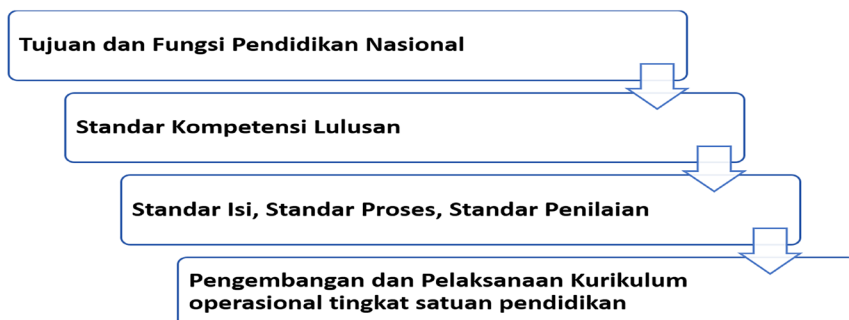 Tujuan dan Fungsi Pendidikan Nasional
Standar Kompetensi Lulusan
Standar Isi, Standar Proses, Standar Penilaian
Pengembangan dan Pelaksanaan Kurikulum
operasional tingkat satuan pendidikan